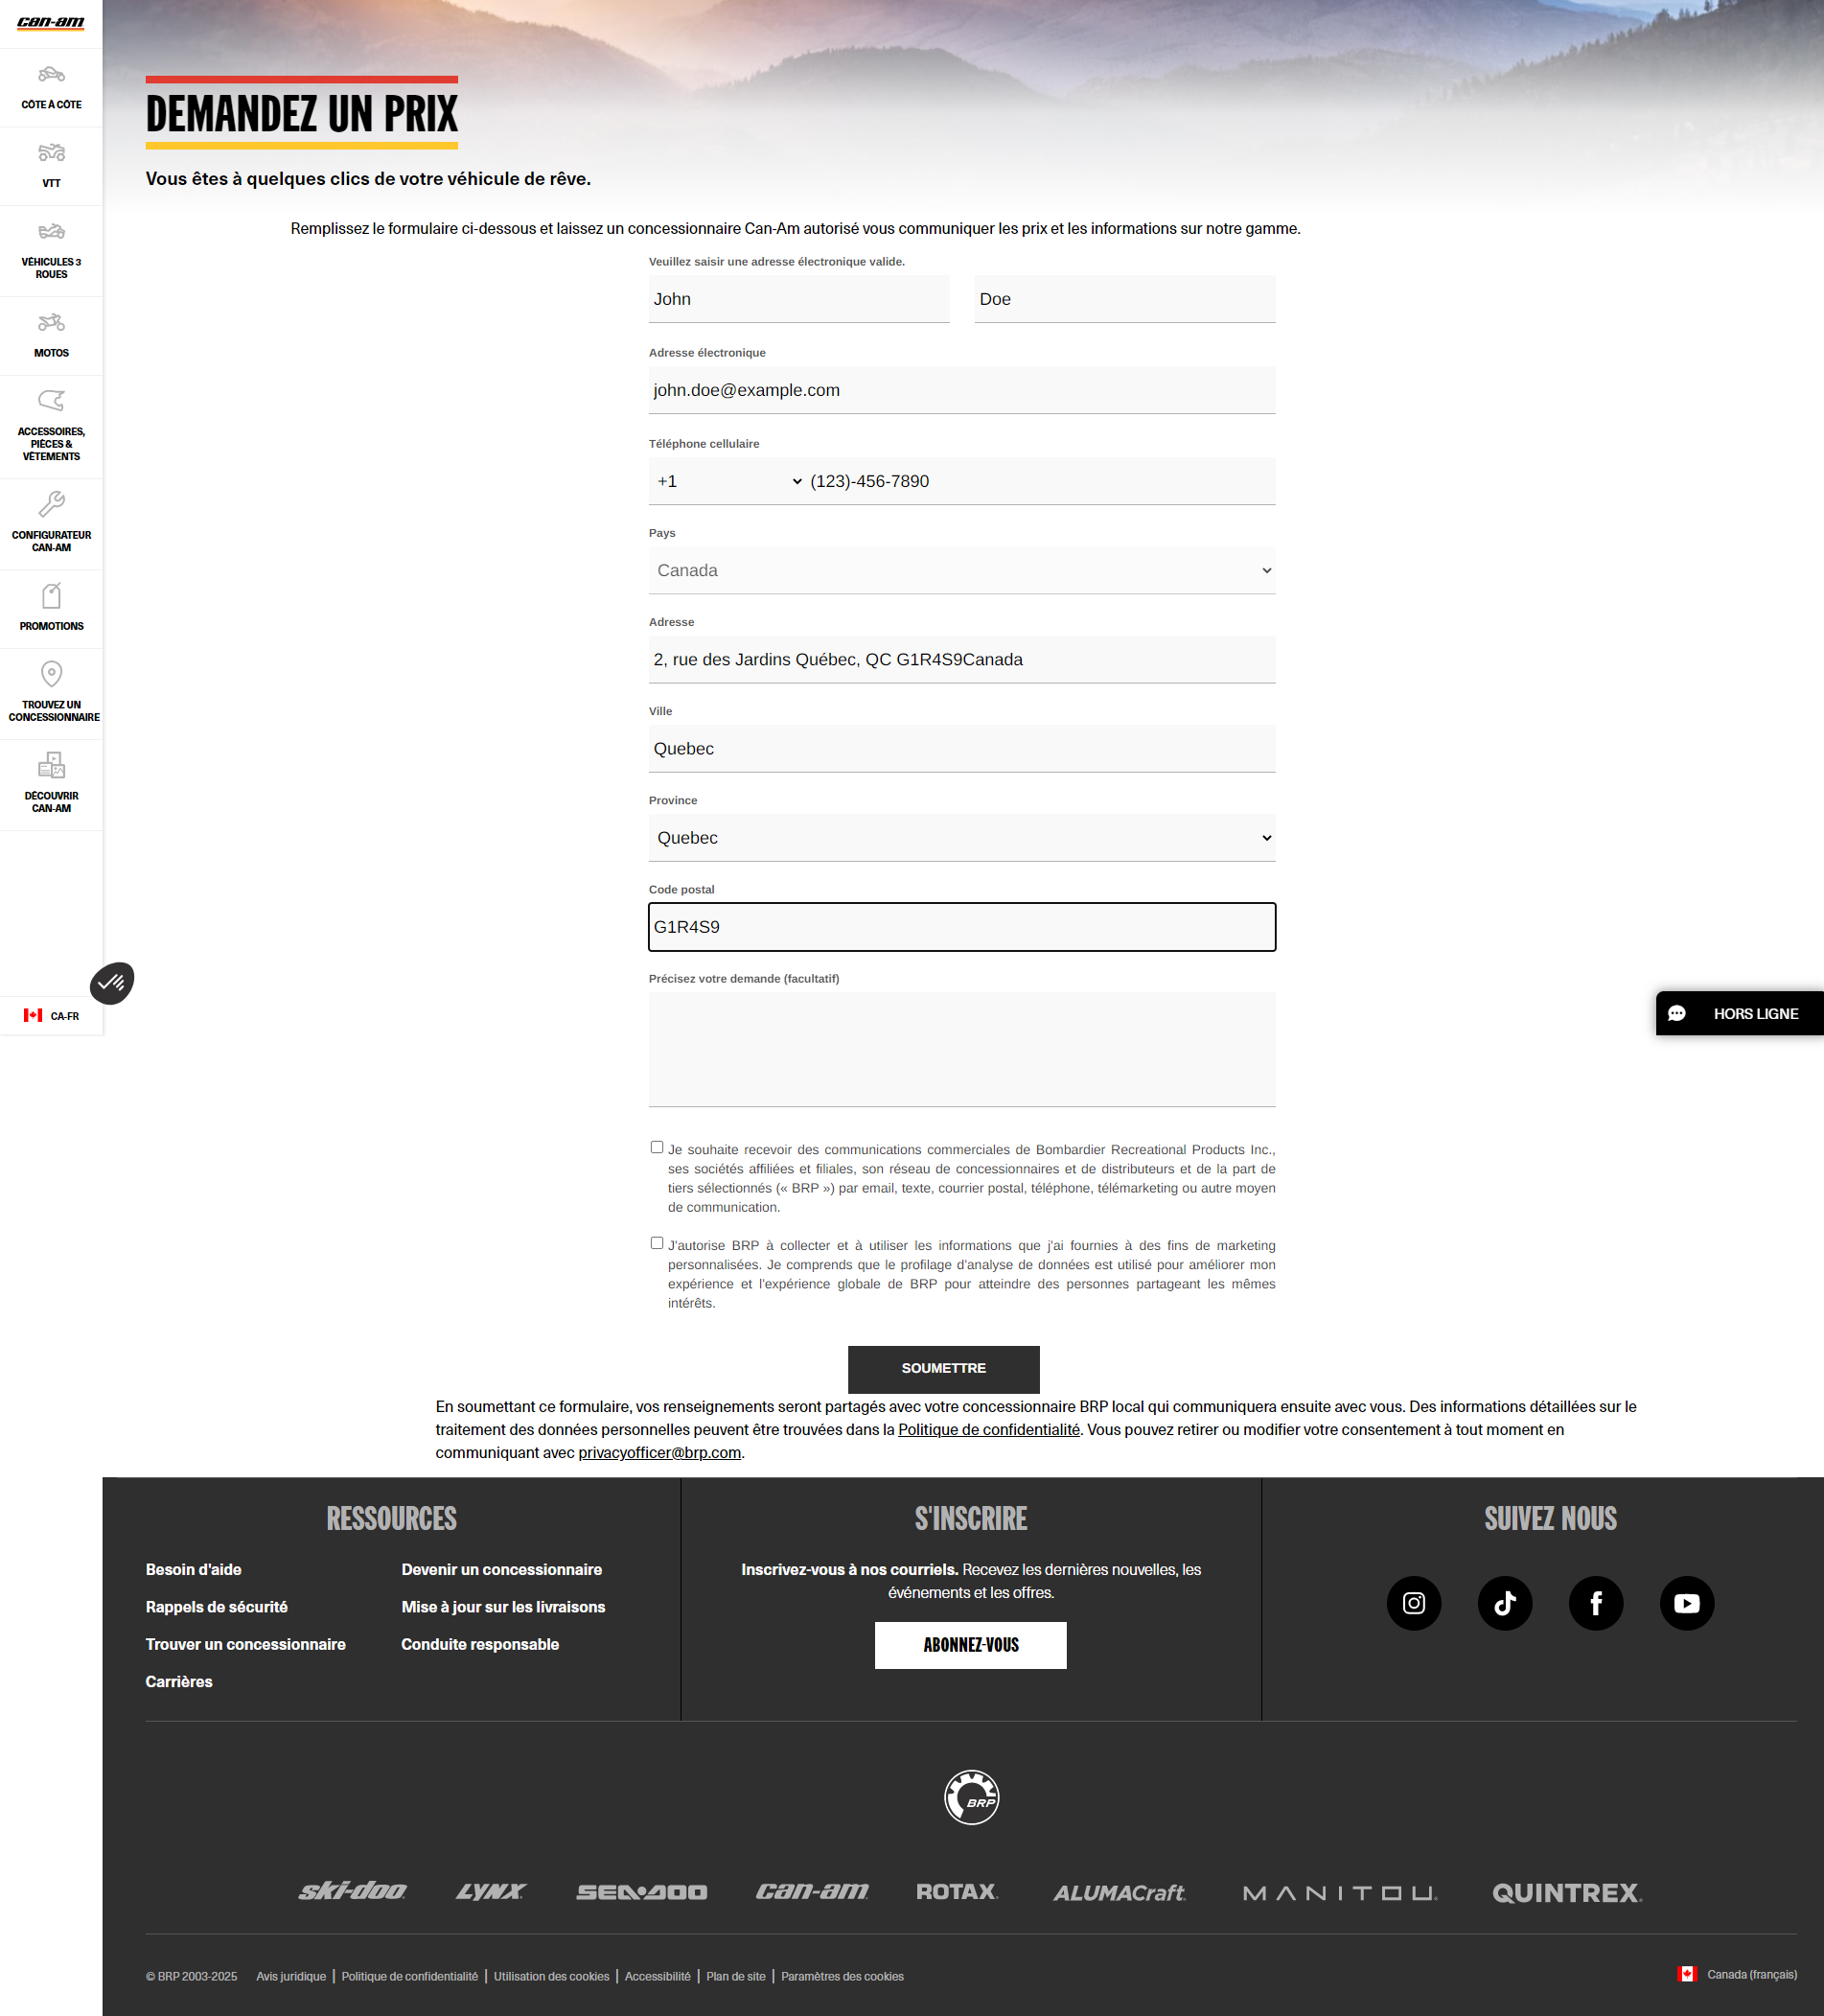 can-am
CÔTE À CÔTE
VTT
VÉHICULES 3
ROUES
MOTOS
ACCESSOIRES,
PIÈCES &
VÊTEMENTS
CONFIGURATEUR
CAN-AM
PROMOTIONS
TROUVEZ UN
CONCESSIONNAIRE
DÉCOUVRIR
CAN-AM
CA-FR
DEMANDEZ UN PRIX
Vous êtes à quelques clics de votre véhicule de rêve.
Remplissez le formulaire ci-dessous et laissez un concessionnaire Can-Am autorisé vous communiquer les prix et les informations sur notre gamme.
Veuillez saisir une adresse électronique valide.
John Doe
Adresse électronique
john.doe@example.com
Téléphone cellulaire
+1 (123)-456-7890
Pays
Canada
Adresse
2, rue des Jardins Québec, QC G1R4S9Canada
Ville
Quebec
Province
Quebec
Code postal
G1R4S9
Précisez votre demande (facultatif)
HORS LIGNE
Je souhaite recevoir des communications commerciales de Bombardier Recreational Products Inc.,
ses sociétés affiliées et filiales, son réseau de concessionnaires et de distributeurs et de la part de
tiers sélectionnés (« BRP ») par email, texte, courrier postal, téléphone, télémarketing ou autre moyen
de communication.
J'autorise BRP à collecter et à utiliser les informations que j'ai fournies à des fins de marketing
personnalisées. Je comprends que le profilage d'analyse de données est utilisé pour améliorer mon
expérience et l'expérience globale de BRP pour atteindre des personnes partageant les mêmes
intérêts.
SOUMETTRE
En soumettant ce formulaire, vos renseignements seront partagés avec votre concessionnaire BRP local qui communiquera ensuite avec vous. Des informations détaillées sur le
traitement des données personnelles peuvent être trouvées dans la Politique de confidentialité. Vous pouvez retirer ou modifier votre consentement à tout moment en
communiquant avec privacyofficer@brp.com.
RESSOURCES
Besoin d'aide
Rappels de sécurité
Trouver un concessionnaire
Carrières
Devenir un concessionnaire
Mise à jour sur les livraisons
Conduite responsable
S'INSCRIRE
Inscrivez-vous à nos courriels. Recevez les dernières nouvelles, les
événements et les offres.
ABONNEZ-VOUS
SUIVEZ NOUS
BRP
ski-doo LYNX SEA-DOO can-am ROTAX ALUMACraft MANITOU QUINTREX
© BRP 2003-2025 Avis juridique | Politique de confidentialité | Utilisation des cookies | Accessibilité | Plan de site | Paramètres des cookies
Canada (français)